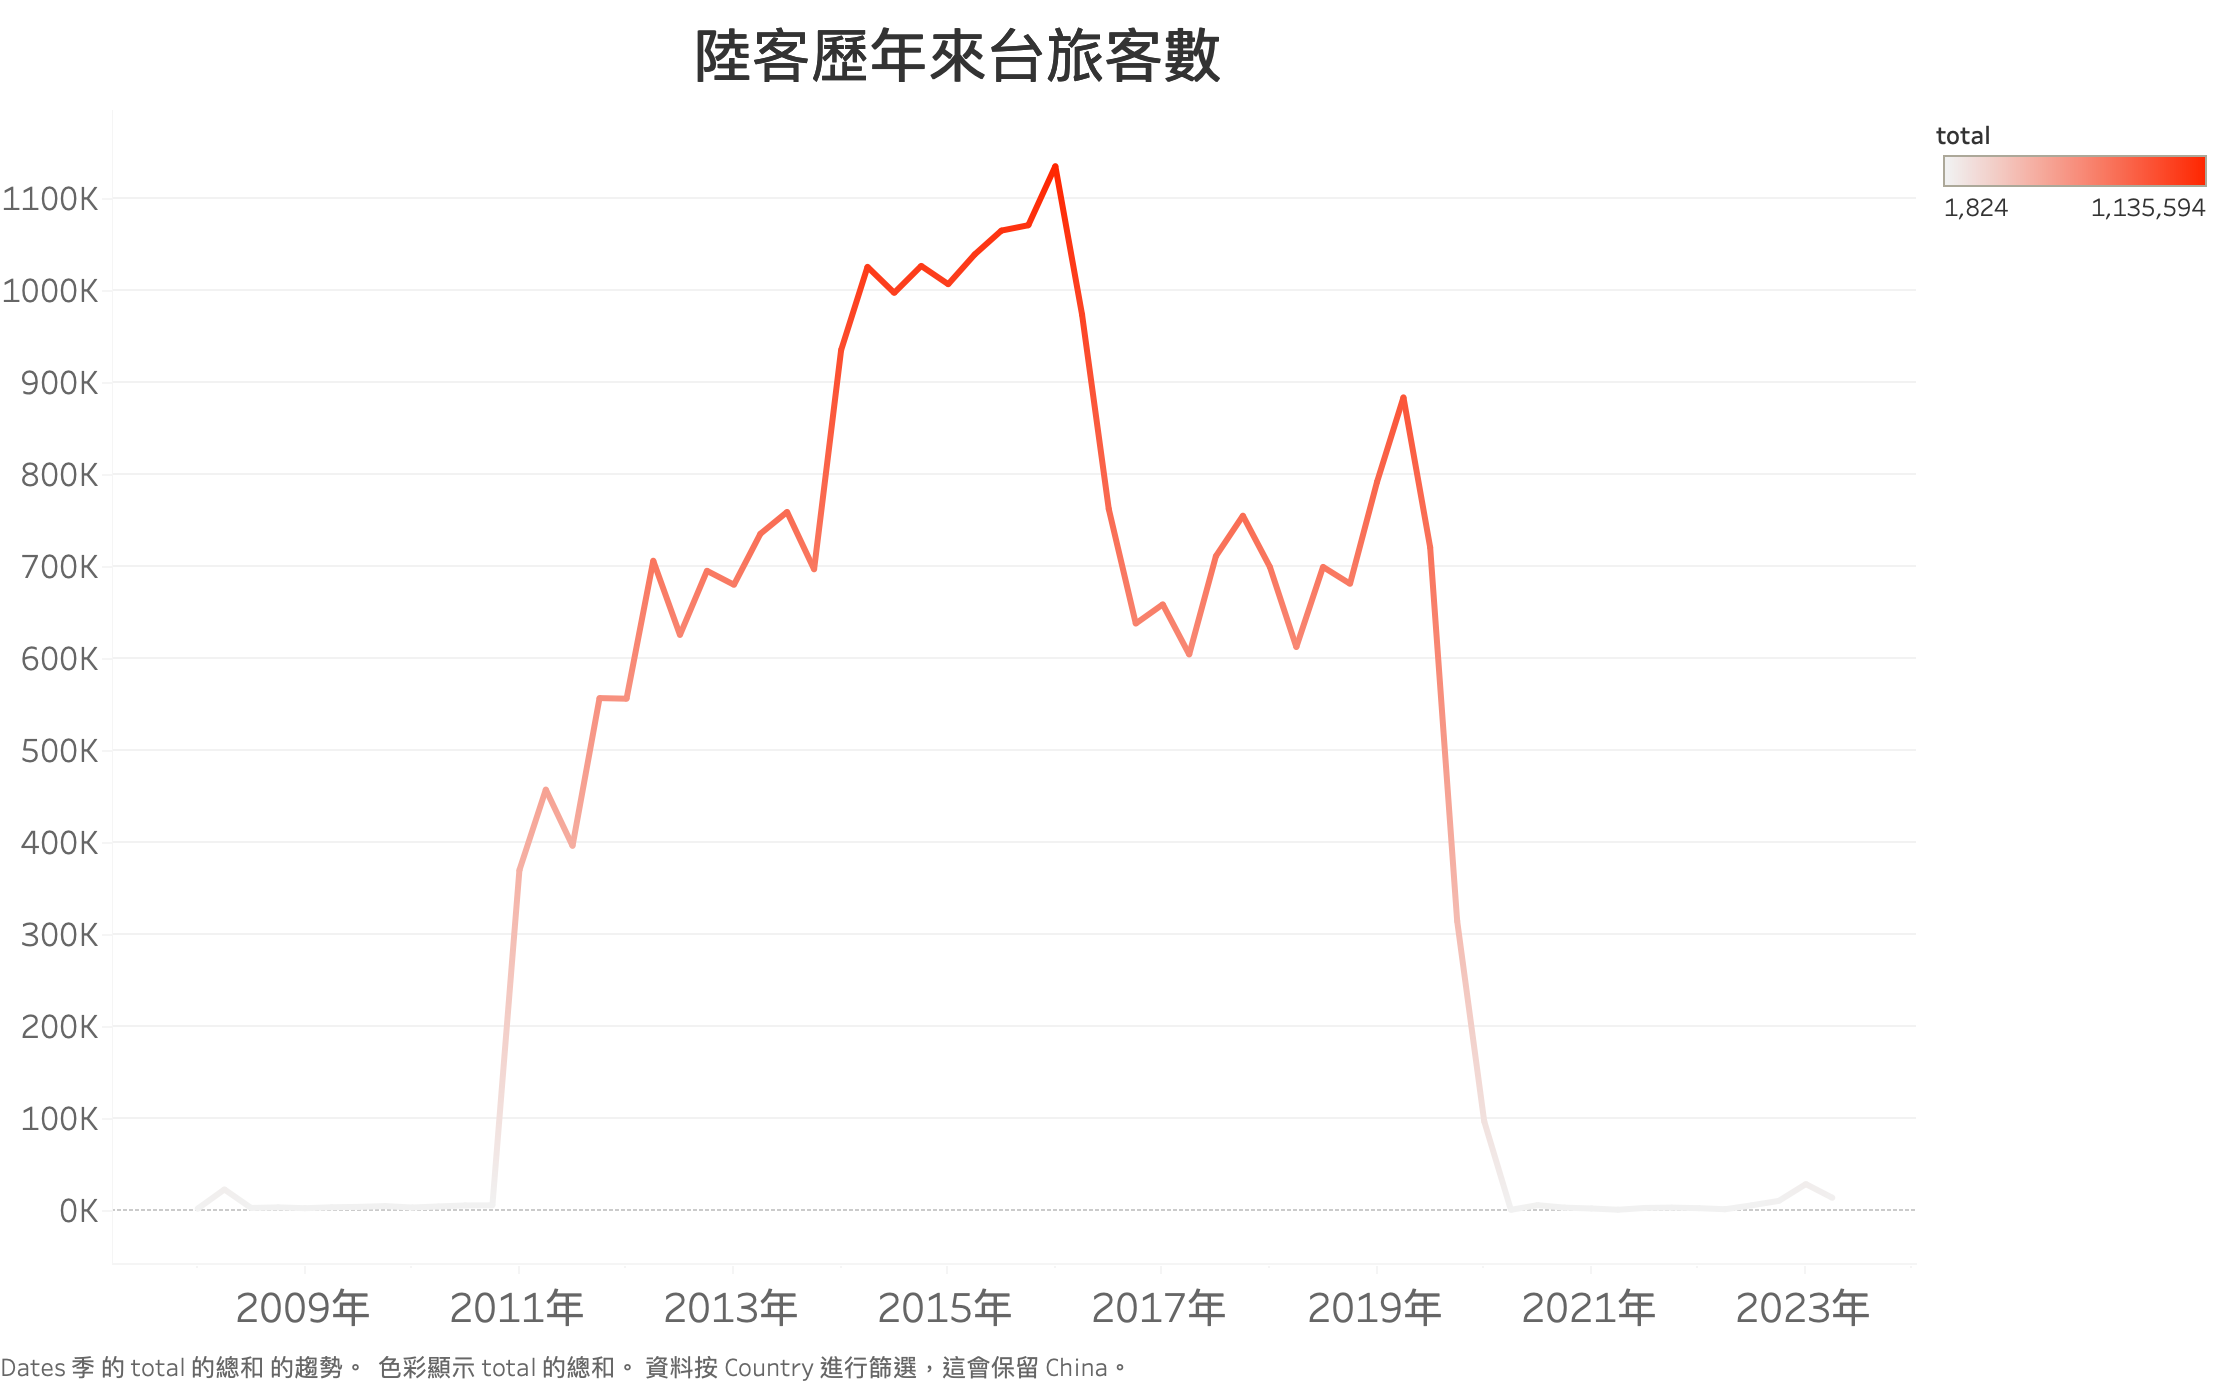 陸客歷年來台旅客數
total
1,824 1,135,594
1100K
1000K
900K
800K
700K
600K
500K
400K
300K
200K
100K
0K
2009年 2011年 2013年 2015年 2017年 2019年 2021年 2023年
Dates 季 的 total 的總和 的趨勢。 色彩顯示 total 的總和。 資料按 Country 進行篩選，這會保留 China。